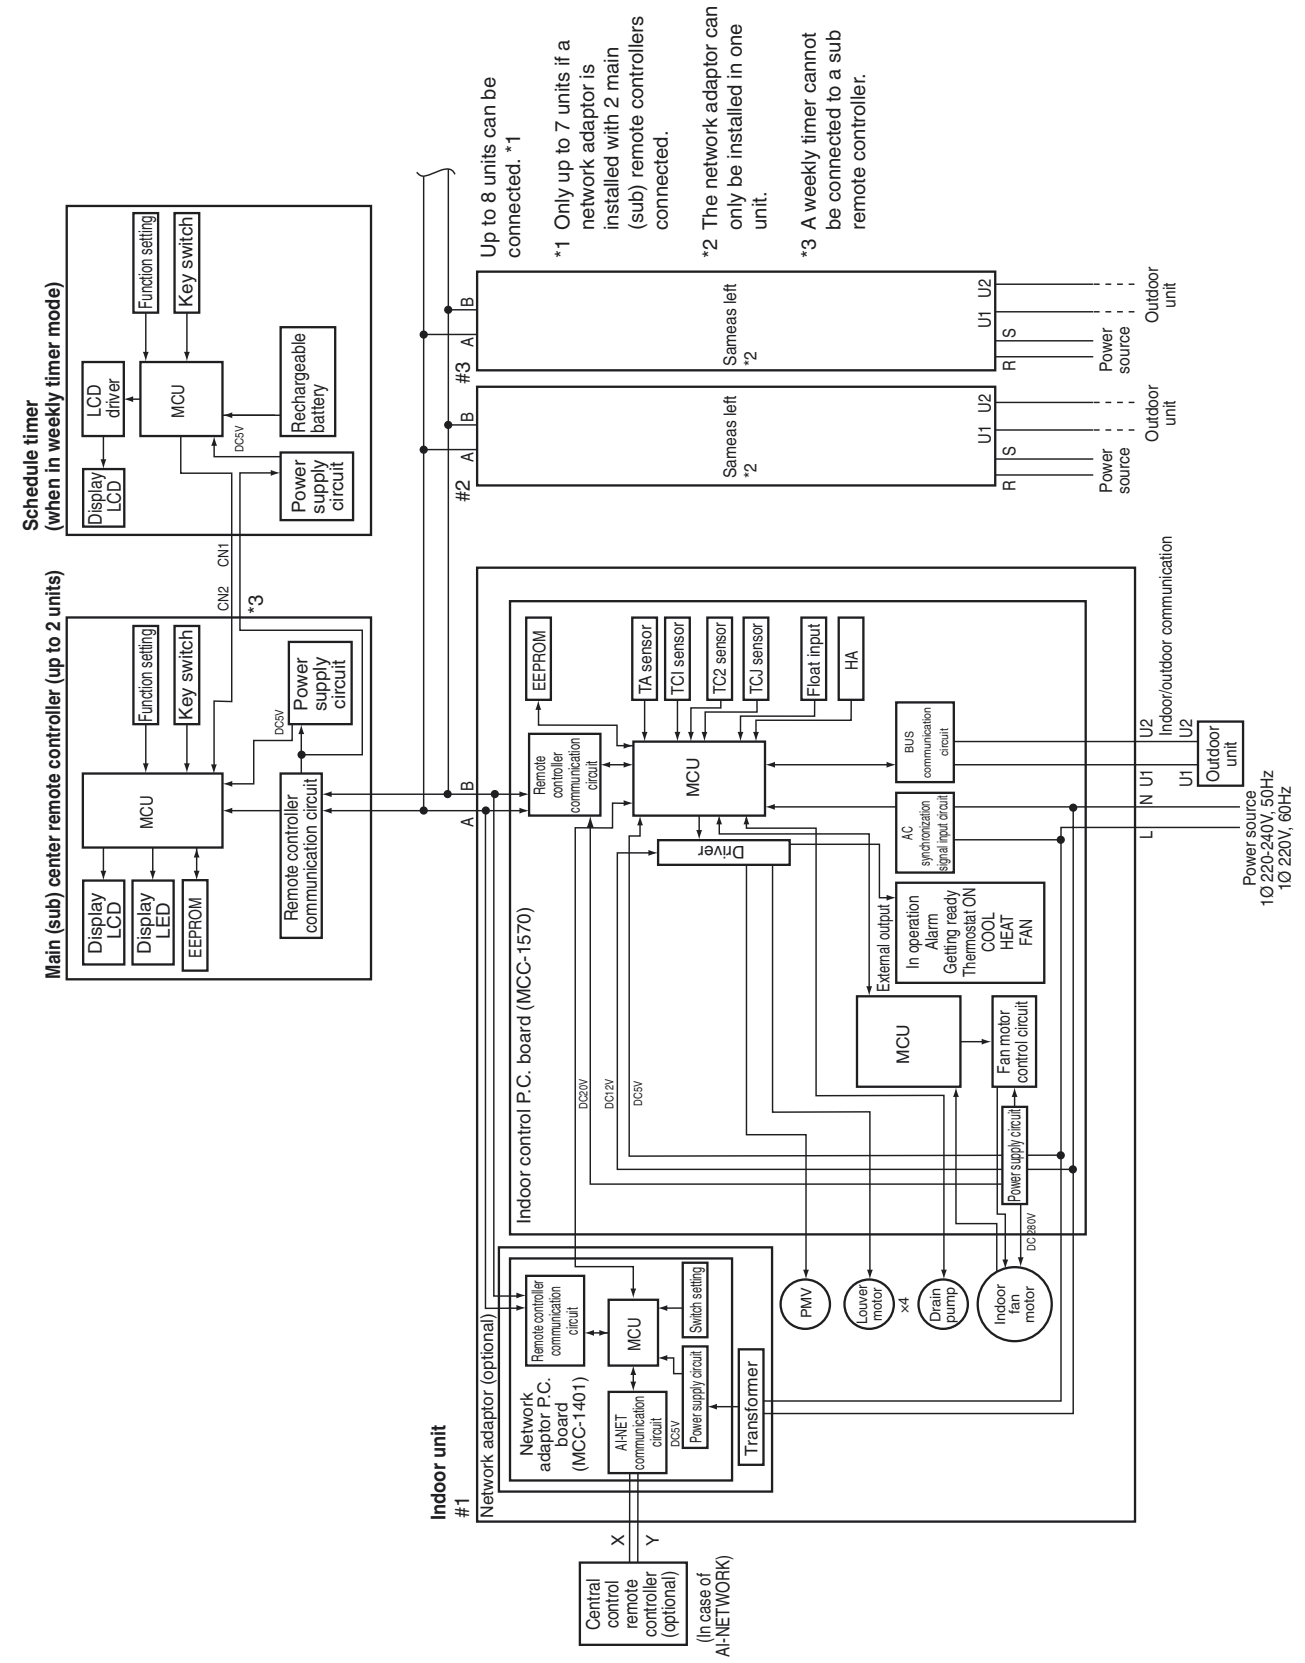 Schedule timer
(when in weekly timer mode)
Display
LCD
LCD
driver
MCU
Function setting
Key switch
DC5V
Power
supply
circuit
Rechargeable
battery
Main (sub) center remote controller (up to 2 units)
Display
LCD
Display
LED
EEPROM
MCU
Function setting
Key switch
DC5V
Power
supply
circuit
Remote controller
communication circuit
CN2
CN1
*3
Up to 8 units can be
connected. *1
*1 Only up to 7 units if a
network adaptor is
installed with 2 main
(sub) remote controllers
connected.
*2 The network adaptor can
only be installed in one
unit.
*3 A weekly timer cannot
be connected to a sub
remote controller.
Indoor unit
#1
A
B
Network adaptor (optional)
Network
adaptor P.C.
board
(MCC-1401)
Remote controller
communication
circuit
MCU
AI-NET
communication
circuit
Switch setting
DC5V
Power supply circuit
Transformer
X
Y
Central
control
remote
controller
(optional)
(In case of
AI-NETWORK)
Indoor control P.C. board (MCC-1570)
DC20V
DC12V
DC5V
Remote
controller
communication
circuit
EEPROM
MCU
TA sensor
TCI sensor
TC2 sensor
TCJ sensor
Float input
HA
Driver
BUS
communication
circuit
AC
synchronization
signal input circuit
External output
In operation
Alarm
Getting ready
Thermostat ON
COOL
HEAT
FAN
MCU
Fan motor
control circuit
Power supply circuit
DC 280V
PMV
Louver
motor
×4
Drain
pump
Indoor
fan
motor
L
N
U1
U2
Indoor/outdoor communication
U1
U2
Outdoor
unit
Power source
1Ø 220-240V, 50Hz
1Ø 220V, 60Hz
#2
A
B
Sameas left
*2
R
S
U1
U2
Power
source
Outdoor
unit
#3
A
B
Sameas left
*2
R
S
U1
U2
Power
source
Outdoor
unit